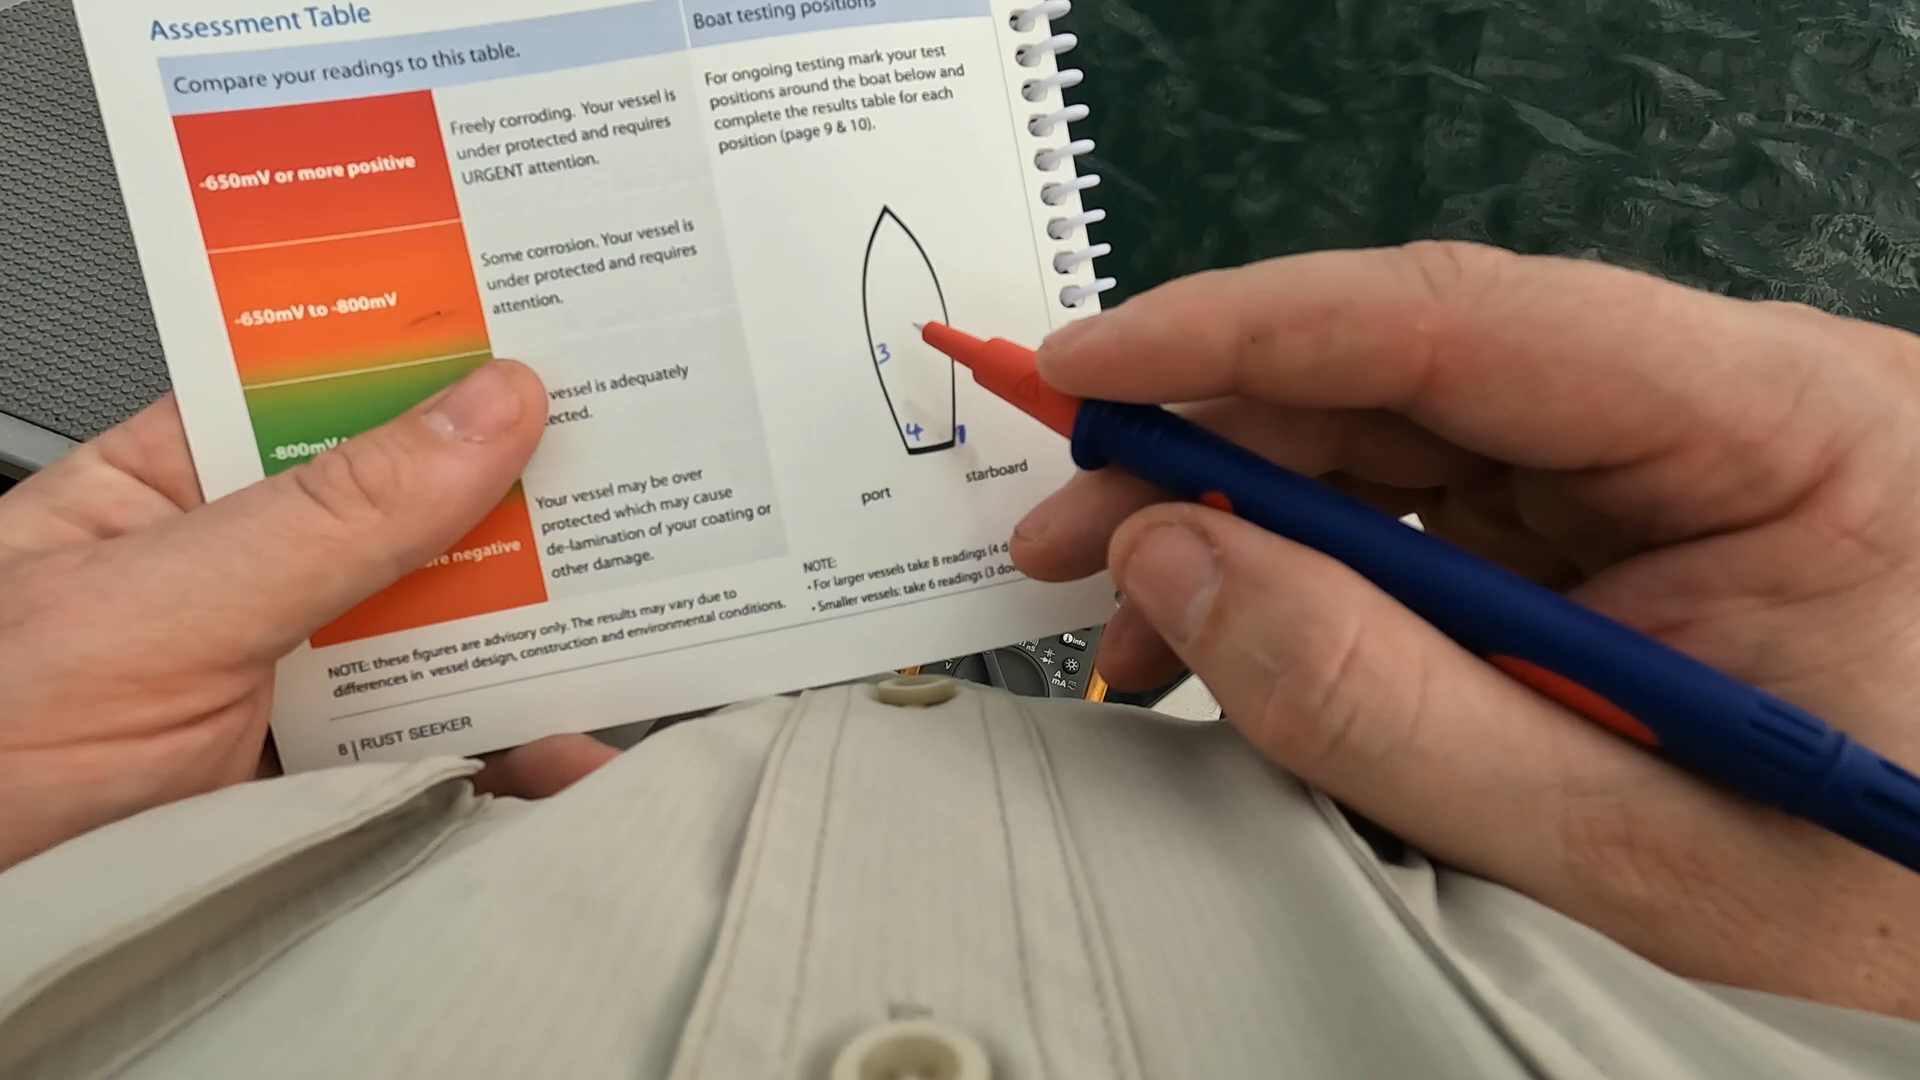 Assessment Table
Compare your readings to this table.
-650mV or more positive
Freely corroding. Your vessel is
under protected and requires
URGENT attention.
-650mV to -800mV
Some corrosion. Your vessel is
under protected and requires
attention.
-800mV
vessel is adequately
negative
Your vessel may be over
protected which may cause
de-lamination of your coating or
other damage.
NOTE: these figures are advisory only. The results may vary due to
differences in vessel design, construction and environmental conditions.
8 | RUST SEEKER
Boat testing positions
For ongoing testing mark your test
positions around the boat below and
complete the results table for each
position (page 9 & 10).
3
4
1
port
starboard
NOTE:
• For larger vessels take 8 readings (4
• Smaller vessels: take 6 readings (3
info
nS
V
A
mA